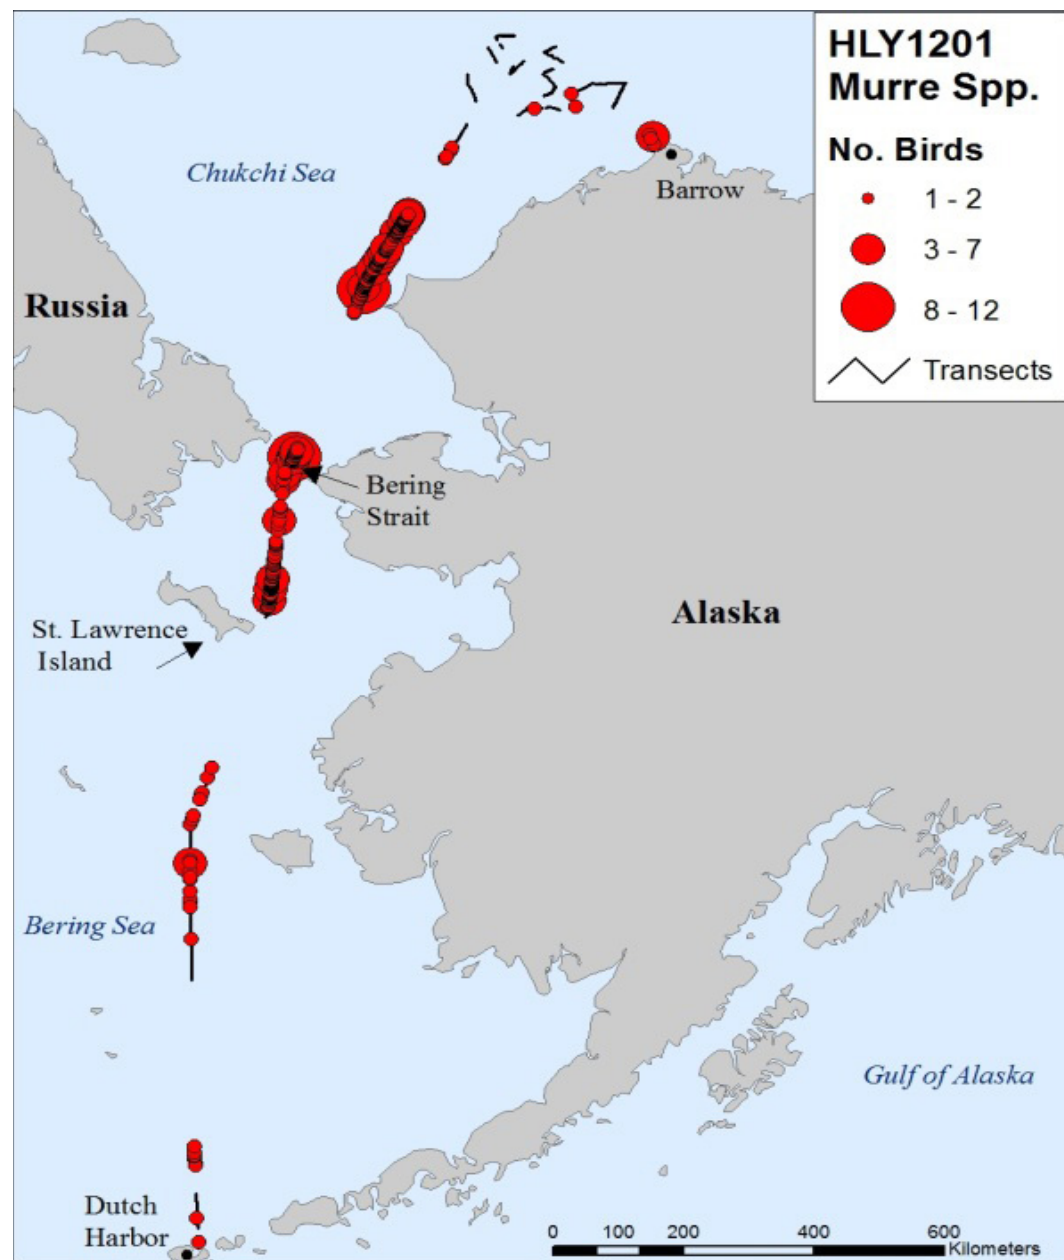 HLY1201
Murre Spp.
No. Birds
1 - 2
3 - 7
8 - 12
Transects
Chukchi Sea
Barrow
Russia
Bering
Strait
St. Lawrence
Island
Alaska
Bering Sea
Gulf of Alaska
Dutch
Harbor
0 100 200 400 600
Kilometers